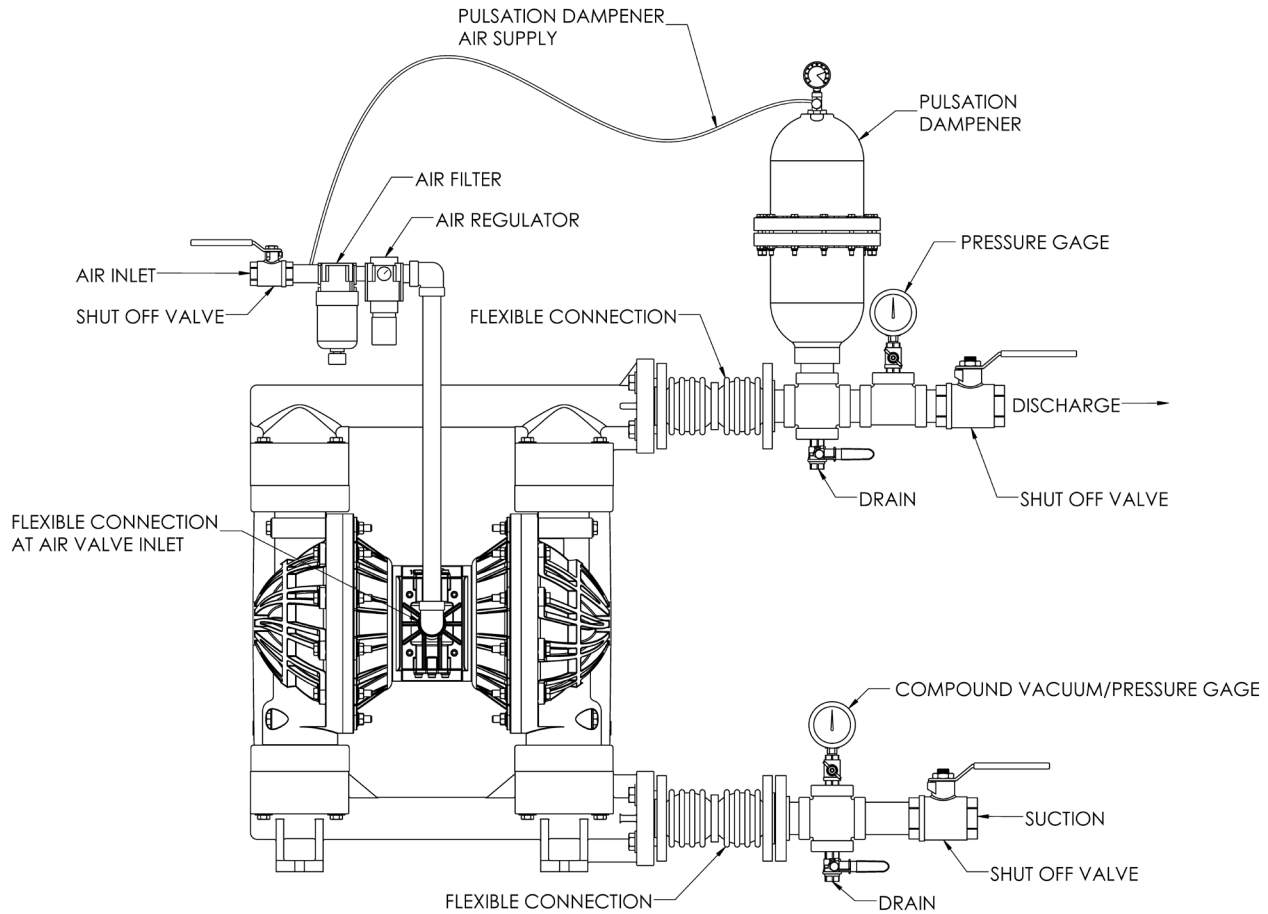 PULSATION DAMPENER
AIR SUPPLY
PULSATION
DAMPENER
AIR FILTER
AIR REGULATOR
PRESSURE GAGE
AIR INLET
SHUT OFF VALVE
FLEXIBLE CONNECTION
DISCHARGE
DRAIN
SHUT OFF VALVE
FLEXIBLE CONNECTION
AT AIR VALVE INLET
COMPOUND VACUUM/PRESSURE GAGE
SUCTION
SHUT OFF VALVE
FLEXIBLE CONNECTION
DRAIN